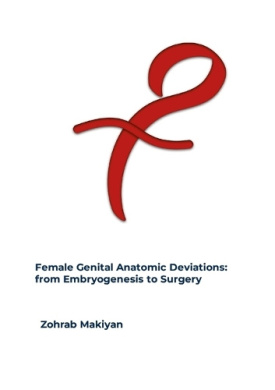 Female Genital Anatomic Deviations:
from Embryogenesis to Surgery
Zohrab Makiyan